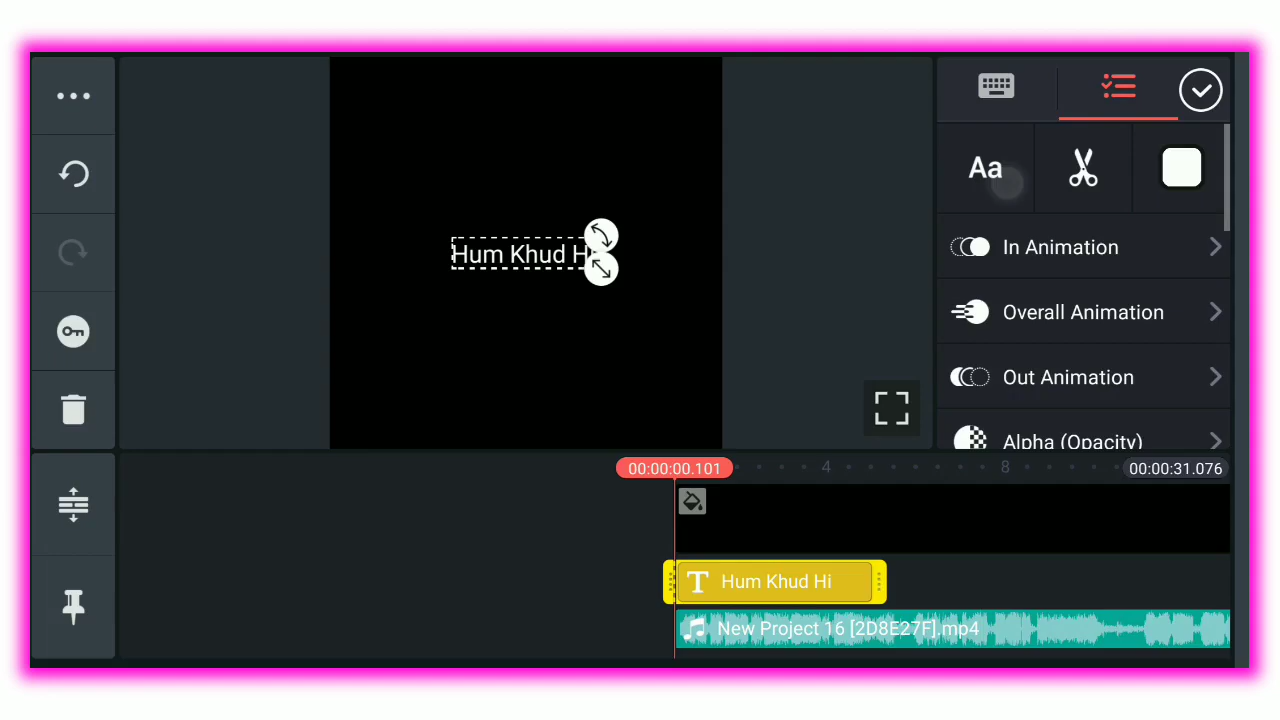 Aa
In Animation
Hum Khud H
Overall Animation
Out Animation
Alpha (Opacity)
00:00:00.101
4
8
00:00:31.076
T Hum Khud Hi
New Project 16 [2D8E27F].mp4